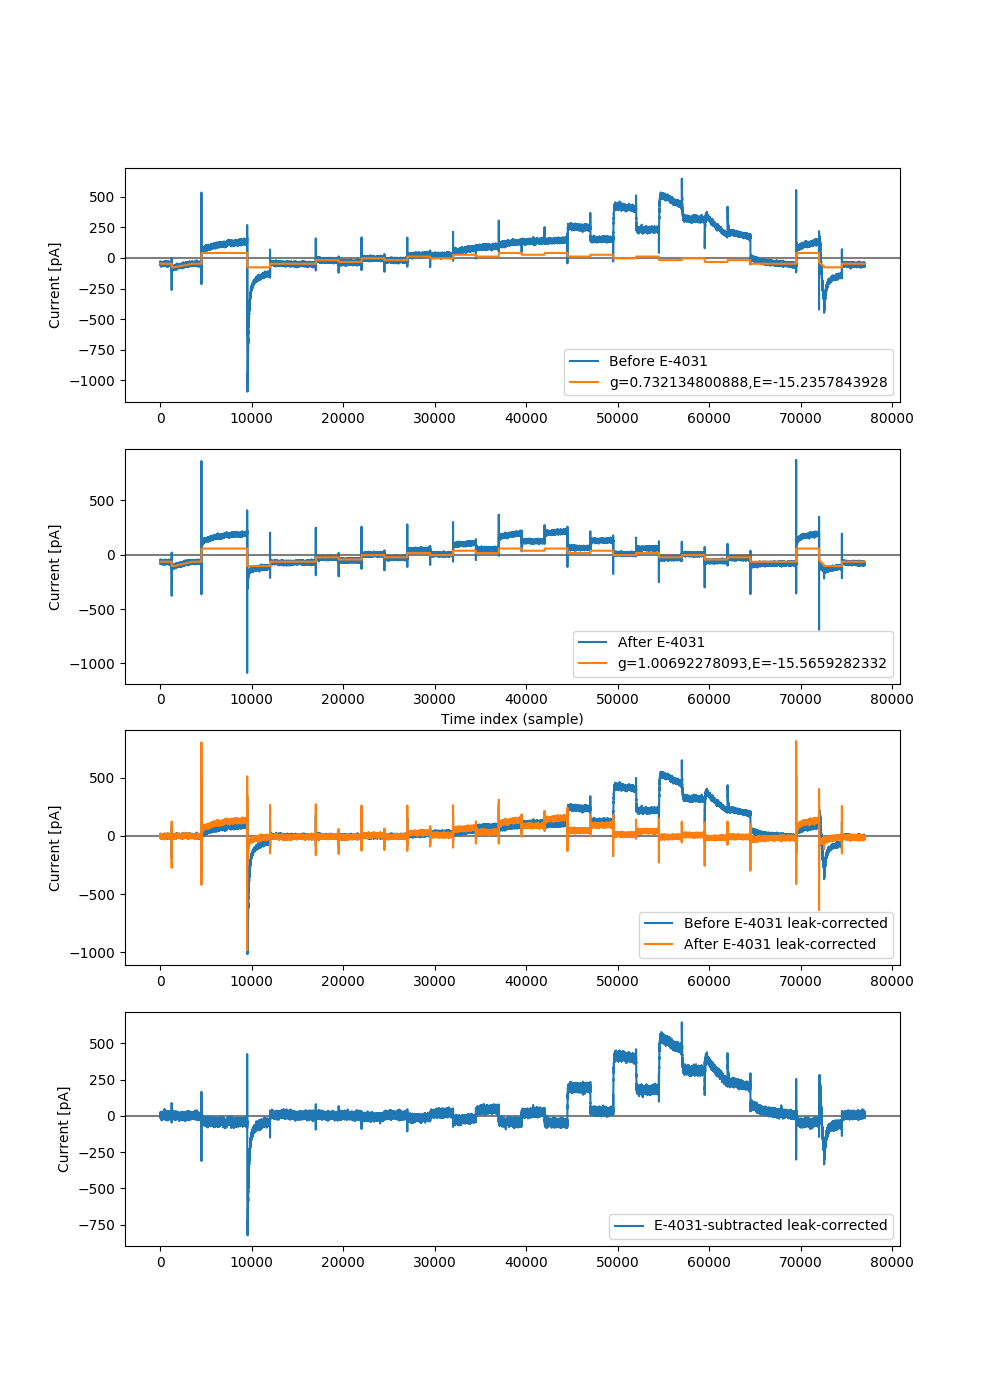 500
250
0
−250
−500
−750
−1000
Current [pA]
Before E-4031
g=0.732134800888,E=-15.2357843928
0 10000 20000 30000 40000 50000 60000 70000 80000
500
0
−500
−1000
Current [pA]
After E-4031
g=1.00692278093,E=-15.5659282332
0 10000 20000 30000 40000 50000 60000 70000 80000
Time index (sample)
500
0
−500
−1000
Current [pA]
Before E-4031 leak-corrected
After E-4031 leak-corrected
0 10000 20000 30000 40000 50000 60000 70000 80000
500
250
0
−250
−500
−750
Current [pA]
E-4031-subtracted leak-corrected
0 10000 20000 30000 40000 50000 60000 70000 80000